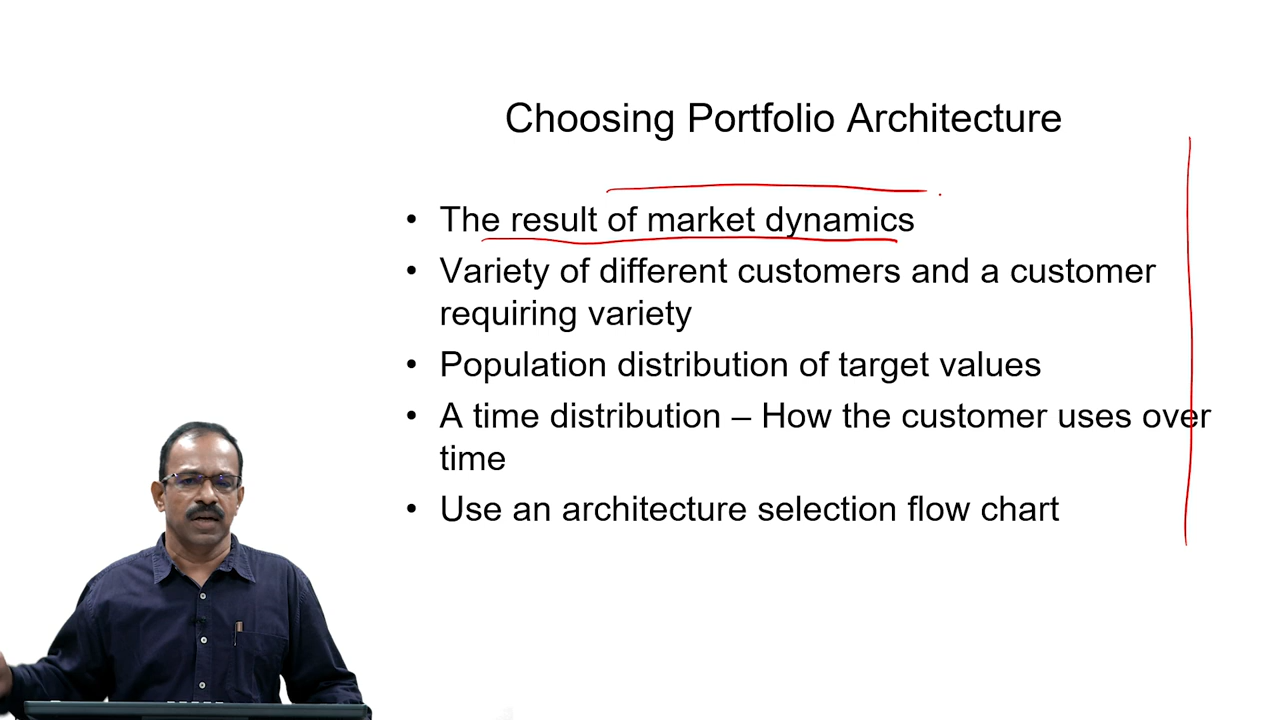 Choosing Portfolio Architecture
• The result of market dynamics
• Variety of different customers and a customer
requiring variety
• Population distribution of target values
• A time distribution – How the customer uses over
time
• Use an architecture selection flow chart